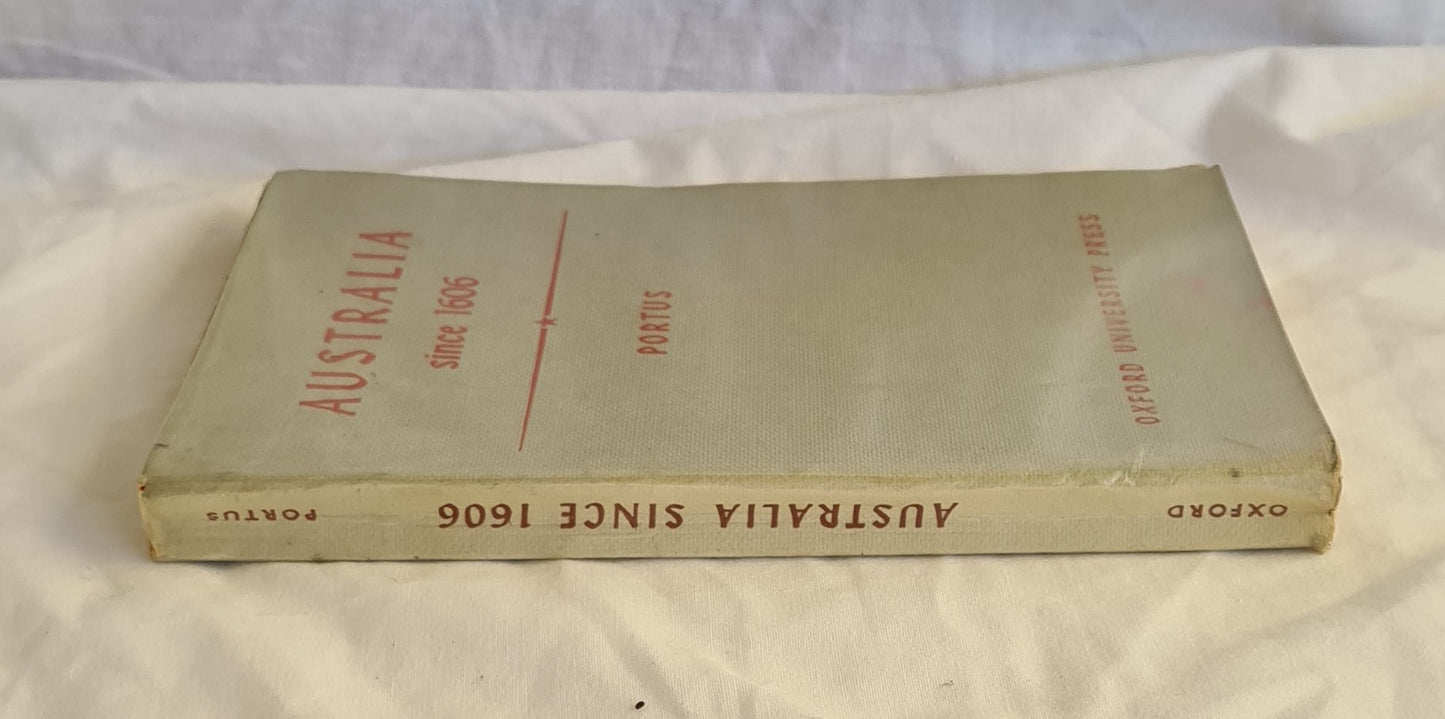 AUSTRALIA
since 1606
PORTUS
OXFORD UNIVERSITY PRESS
OXFORD AUSTRALIA SINCE 1606 PORTUS